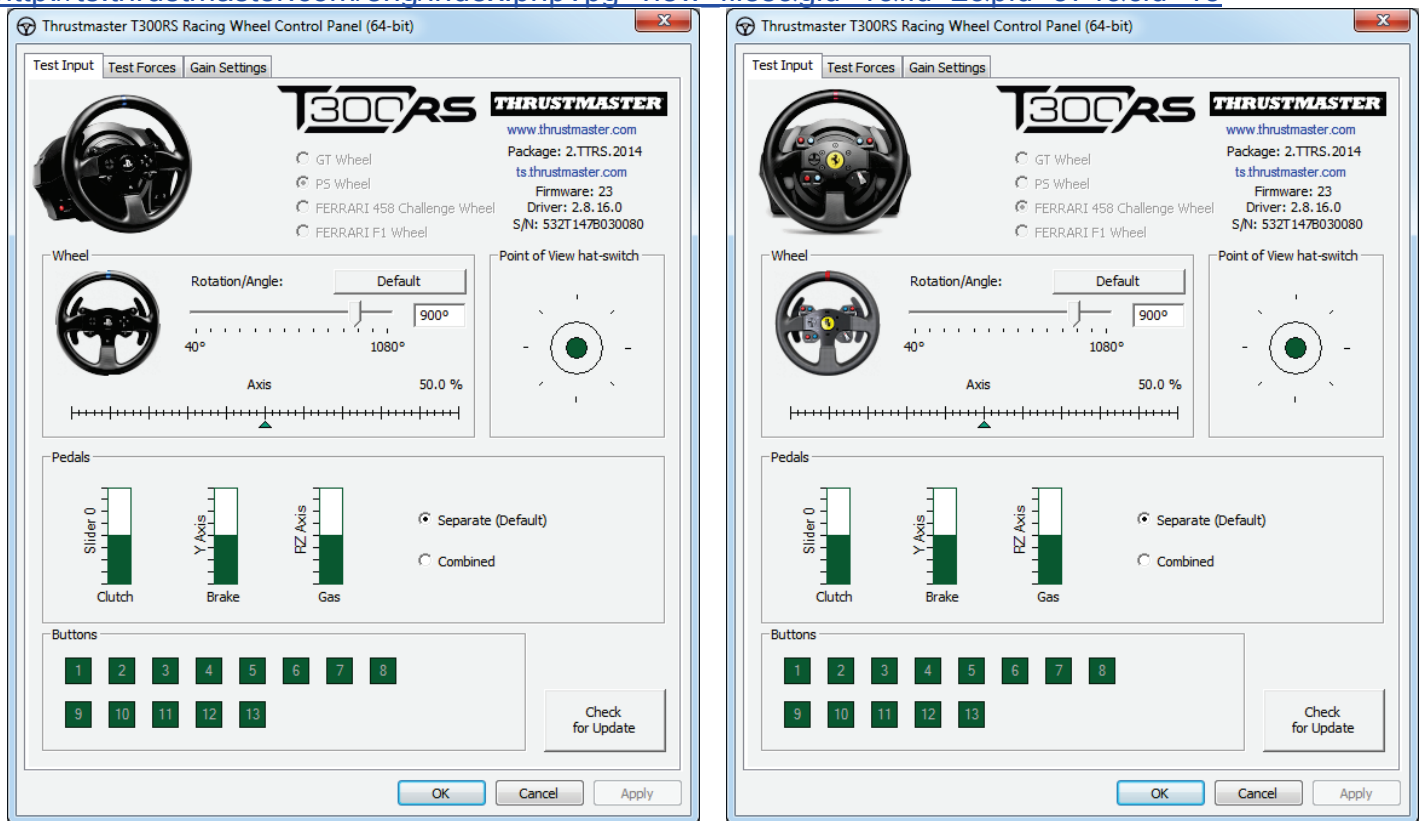 Thrustmaster T300RS Racing Wheel Control Panel (64-bit)
Test Input Test Forces Gain Settings
T300RS THRUSTMASTER
www.thrustmaster.com
GT Wheel
Package: 2.TTRS.2014
PS Wheel
ts.thrustmaster.com
Firmware: 23
FERRARI 458 Challenge Wheel
Driver: 2.8.16.0
FERRARI F1 Wheel
S/N: 532T147B030080
Wheel
Rotation/Angle:
Default
900°
40° 1080°
Axis 50.0 %
Point of View hat-switch
Pedals
Slider 0
Y Axis
RZ Axis
Clutch Brake Gas
Separate (Default)
Combined
Buttons
1 2 3 4 5 6 7 8
9 10 11 12 13
Check
for Update
OK Cancel Apply
Thrustmaster T300RS Racing Wheel Control Panel (64-bit)
Test Input Test Forces Gain Settings
T300RS THRUSTMASTER
www.thrustmaster.com
GT Wheel
Package: 2.TTRS.2014
PS Wheel
ts.thrustmaster.com
Firmware: 23
FERRARI 458 Challenge Wheel
Driver: 2.8.16.0
FERRARI F1 Wheel
S/N: 532T147B030080
Wheel
Rotation/Angle:
Default
900°
40° 1080°
Axis 50.0 %
Point of View hat-switch
Pedals
Slider 0
Y Axis
RZ Axis
Clutch Brake Gas
Separate (Default)
Combined
Buttons
1 2 3 4 5 6 7 8
9 10 11 12 13
Check
for Update
OK Cancel Apply